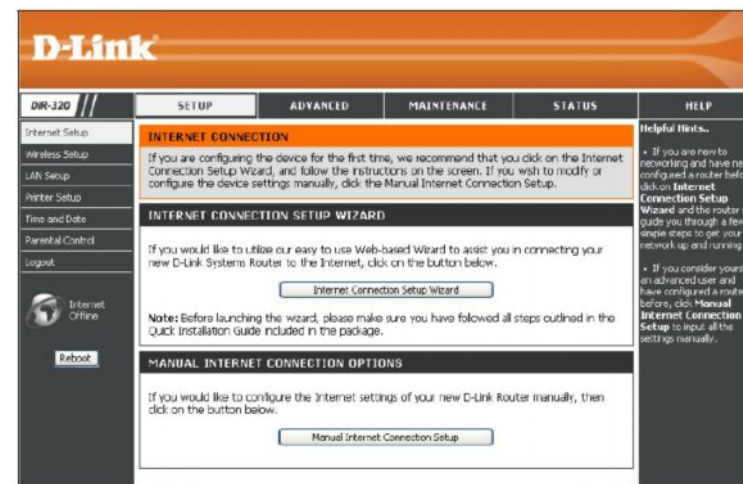 D-Link
DIR-320
SETUP
ADVANCED
MAINTENANCE
STATUS
HELP
Internet Setup
Wireless Setup
LAN Setup
Printer Setup
Time and Date
Parental Control
Logout
Internet
Offline
Reboot
INTERNET CONNECTION
If you are configuring the device for the first time, we recommend that you click on the Internet
Connection Setup Wizard, and follow the instructions on the screen. If you wish to modify or
configure the device settings manually, click the Manual Internet Connection Setup.
INTERNET CONNECTION SETUP WIZARD
If you would like to utilize our easy to use Web-based Wizard to assist you in connecting your
new D-Link Systems Router to the Internet, click on the button below.
Internet Connection Setup Wizard
Note: Before launching the wizard, please make sure you have followed all steps outlined in the
Quick Installation Guide included in the package.
MANUAL INTERNET CONNECTION OPTIONS
If you would like to configure the Internet settings of your new D-Link Router manually, then
click on the button below.
Manual Internet Connection Setup
Helpful Hints..
• If you are new to
networking and have
configured a router
click on Internet
Connection Setup
Wizard and the router
guide you through a few
simple steps to get your
network up and running.
• If you consider
an advanced user and
have configured a router
before, click Manual
Internet Connection
Setup to input all the
settings manually.